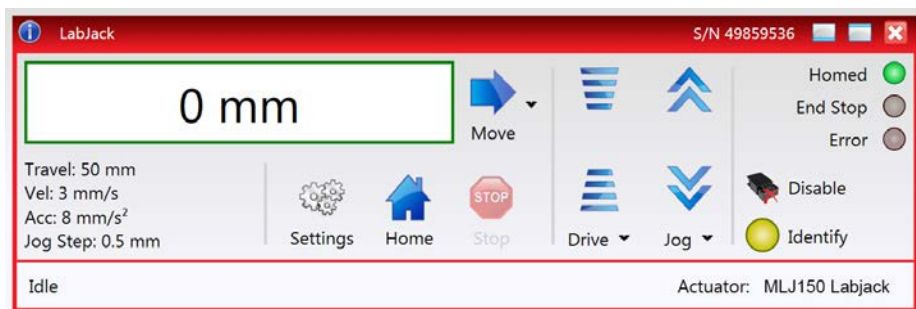 LabJack
S/N 49859536
0 mm
Move
Homed
End Stop
Error
Travel: 50 mm
Vel: 3 mm/s
Acc: 8 mm/s²
Jog Step: 0.5 mm
Settings
Home
STOP
Stop
Drive
Jog
Disable
Identify
Idle
Actuator: MLJ150 Labjack